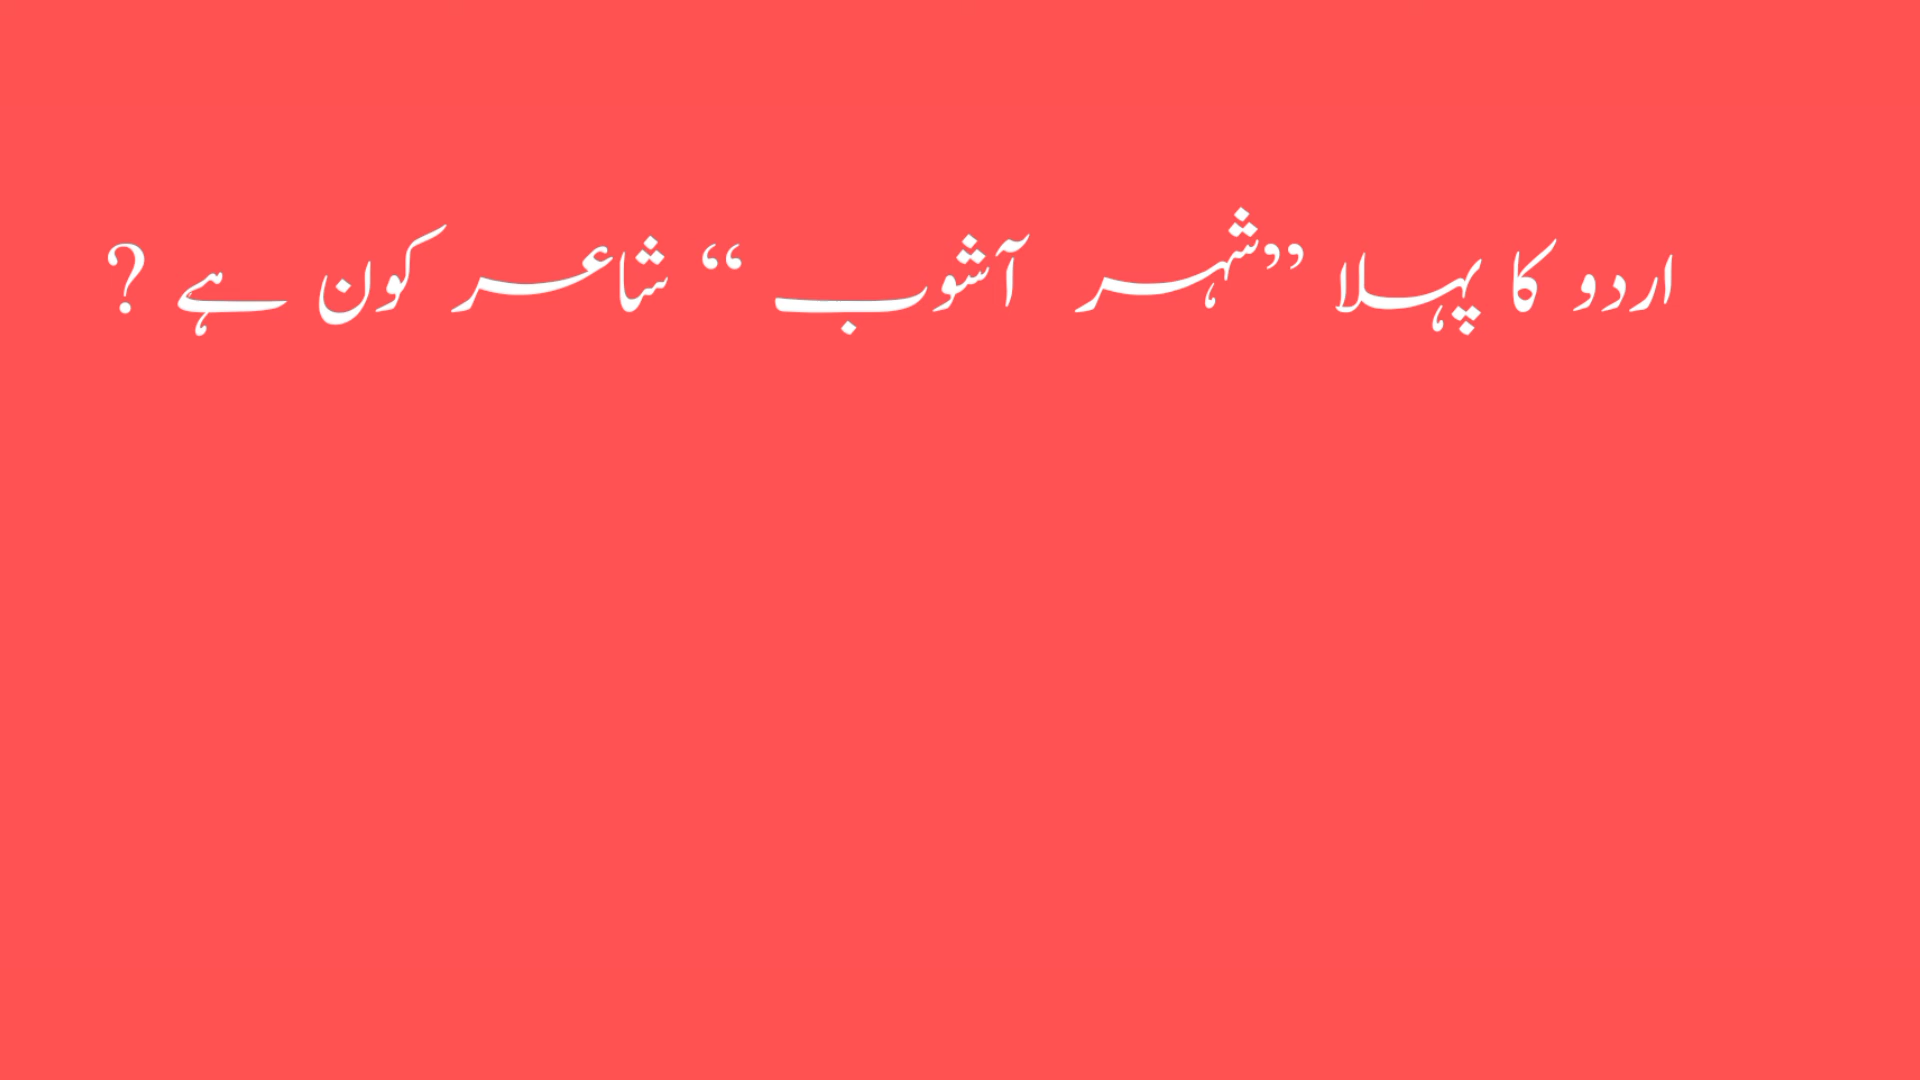 اردو کا پہلا ”شہر آشوب “ شاعر کون ہے ?